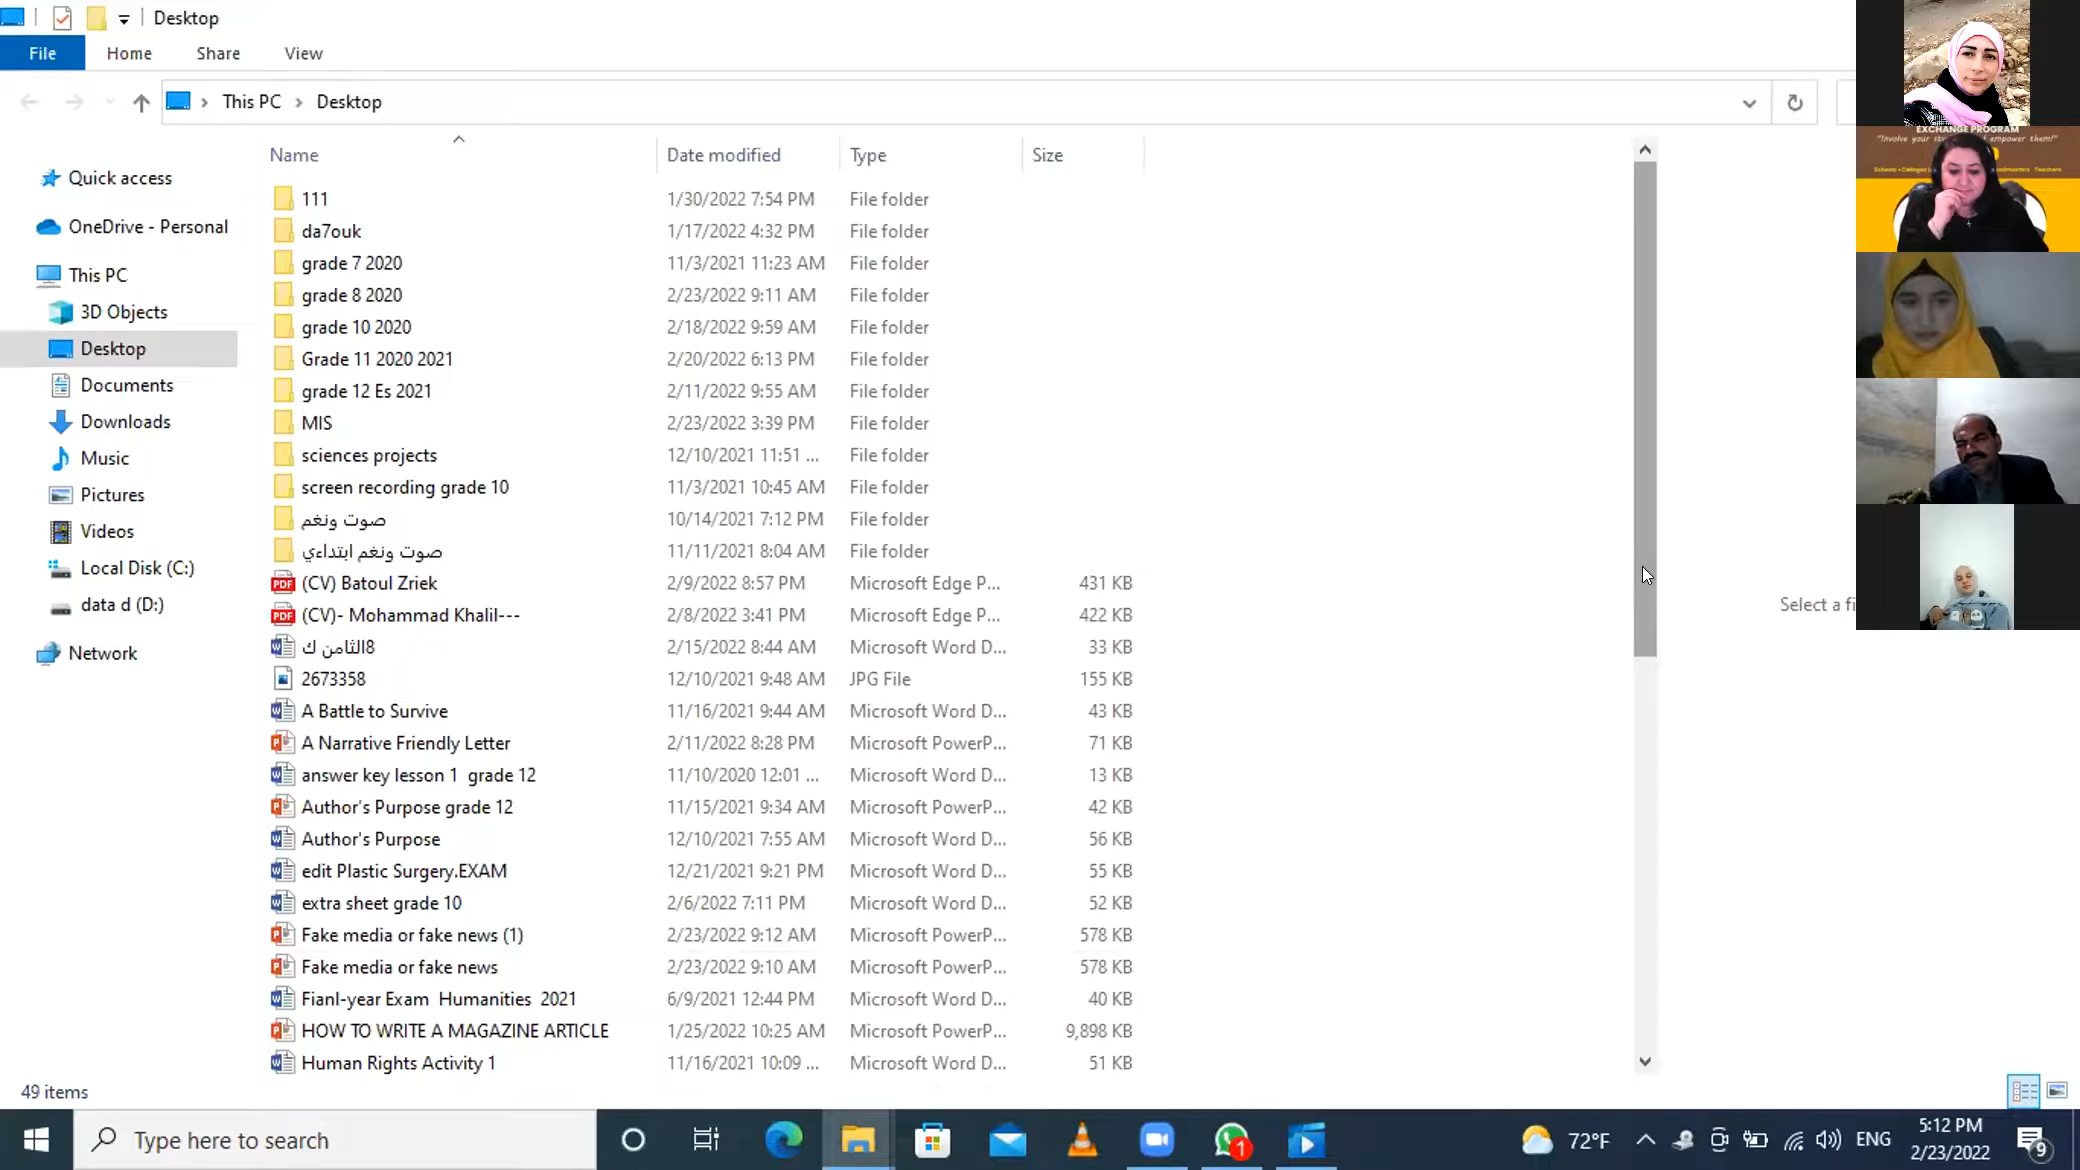 Desktop
File Home Share View
This PC Desktop
Name Date modified Type Size
Quick access
OneDrive - Personal
This PC
3D Objects
Desktop
Documents
Downloads
Music
Pictures
Videos
Local Disk (C:)
data d (D:)
Network
111 1/30/2022 7:54 PM File folder
da7ouk 1/17/2022 4:32 PM File folder
grade 7 2020 11/3/2021 11:23 AM File folder
grade 8 2020 2/23/2022 9:11 AM File folder
grade 10 2020 2/18/2022 9:59 AM File folder
Grade 11 2020 2021 2/20/2022 6:13 PM File folder
grade 12 Es 2021 2/11/2022 9:55 AM File folder
MIS 2/23/2022 3:39 PM File folder
sciences projects 12/10/2021 11:51 ... File folder
screen recording grade 10 11/3/2021 10:45 AM File folder
صوت ونغم 10/14/2021 7:12 PM File folder
صوت ونغم ابتداءي 11/11/2021 8:04 AM File folder
(CV) Batoul Zriek 2/9/2022 8:57 PM Microsoft Edge P... 431 KB
(CV)- Mohammad Khalil--- 2/8/2022 3:41 PM Microsoft Edge P... 422 KB
8الثامن ك 2/15/2022 8:44 AM Microsoft Word D... 33 KB
2673358 12/10/2021 9:48 AM JPG File 155 KB
A Battle to Survive 11/16/2021 9:44 AM Microsoft Word D... 43 KB
A Narrative Friendly Letter 2/11/2022 8:28 PM Microsoft PowerP... 71 KB
answer key lesson 1 grade 12 11/10/2020 12:01 ... Microsoft Word D... 13 KB
Author's Purpose grade 12 11/15/2021 9:34 AM Microsoft PowerP... 42 KB
Author's Purpose 12/10/2021 7:55 AM Microsoft Word D... 56 KB
edit Plastic Surgery.EXAM 12/21/2021 9:21 PM Microsoft Word D... 55 KB
extra sheet grade 10 2/6/2022 7:11 PM Microsoft Word D... 52 KB
Fake media or fake news (1) 2/23/2022 9:12 AM Microsoft PowerP... 578 KB
Fake media or fake news 2/23/2022 9:10 AM Microsoft PowerP... 578 KB
Fianl-year Exam Humanities 2021 6/9/2021 12:44 PM Microsoft Word D... 40 KB
HOW TO WRITE A MAGAZINE ARTICLE 1/25/2022 10:25 AM Microsoft PowerP... 9,898 KB
Human Rights Activity 1 11/16/2021 10:09 ... Microsoft Word D... 51 KB
Select a fi
EXCHANGE PROGRAM
"Involve your empower them!"
Teachers
49 items
Type here to search
1
72°F
ENG
5:12 PM
2/23/2022
9